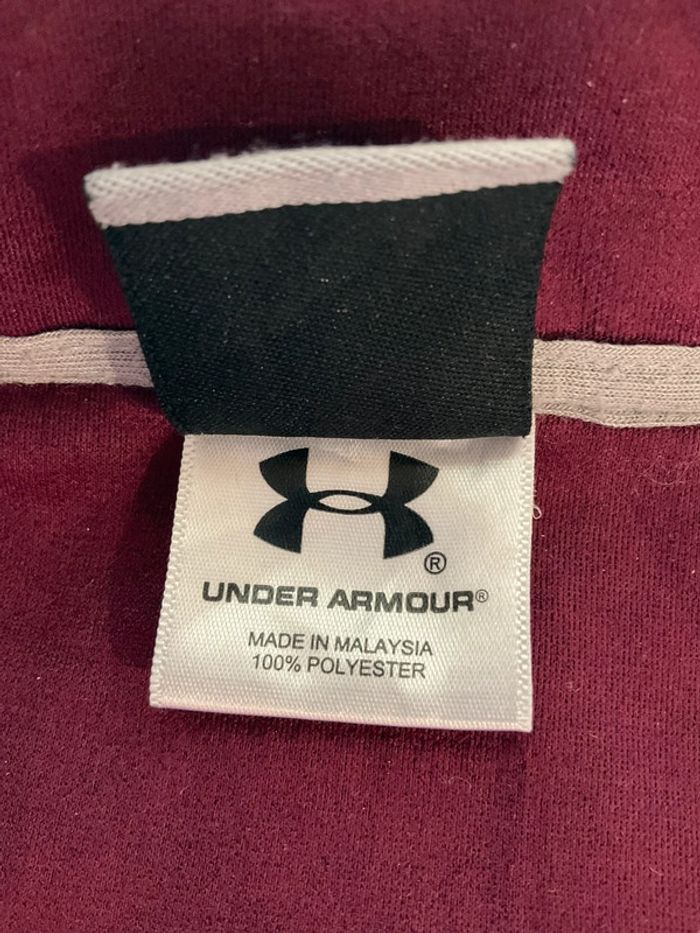 ®
UNDER ARMOUR®
MADE IN MALAYSIA
100% POLYESTER